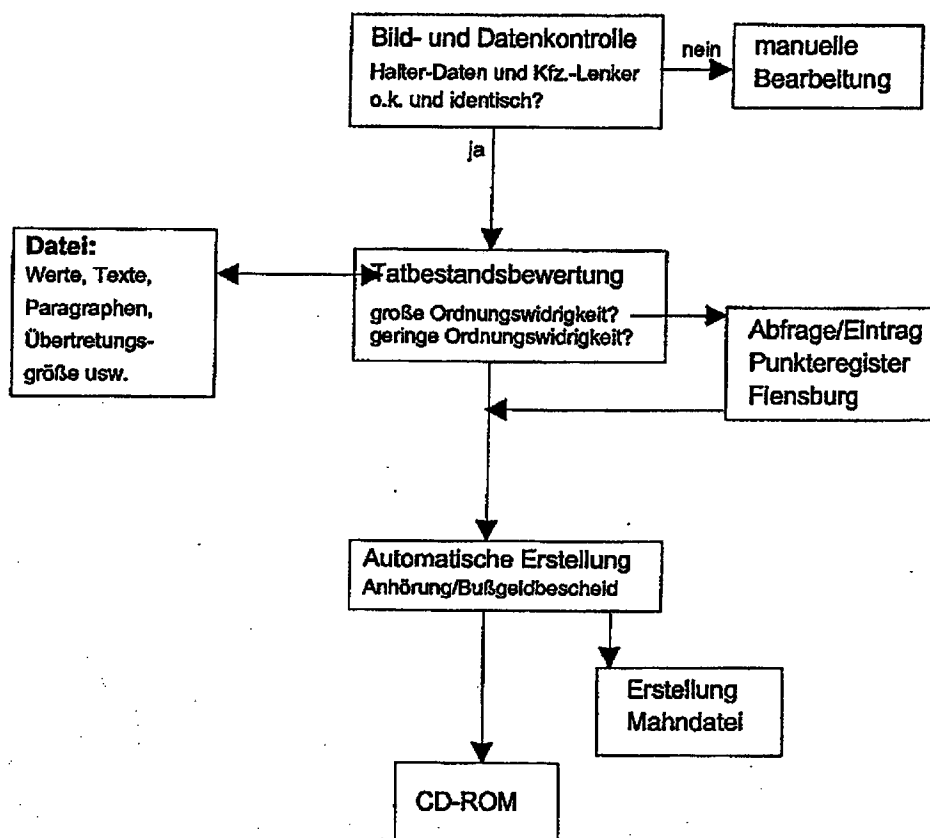 Bild- und Datenkontrolle
Halter-Daten und Kfz.-Lenker
o.k. und identisch?
nein
manuelle
Bearbeitung
ja
Datei:
Werte, Texte,
Paragraphen,
Übertretungs-
größe usw.
Tatbestandsbewertung
große Ordnungswidrigkeit?
geringe Ordnungswidrigkeit?
Abfrage/Eintrag
Punkteregister
Flensburg
Automatische Erstellung
Anhörung/Bußgeldbescheid
Erstellung
Mahndatei
CD-ROM